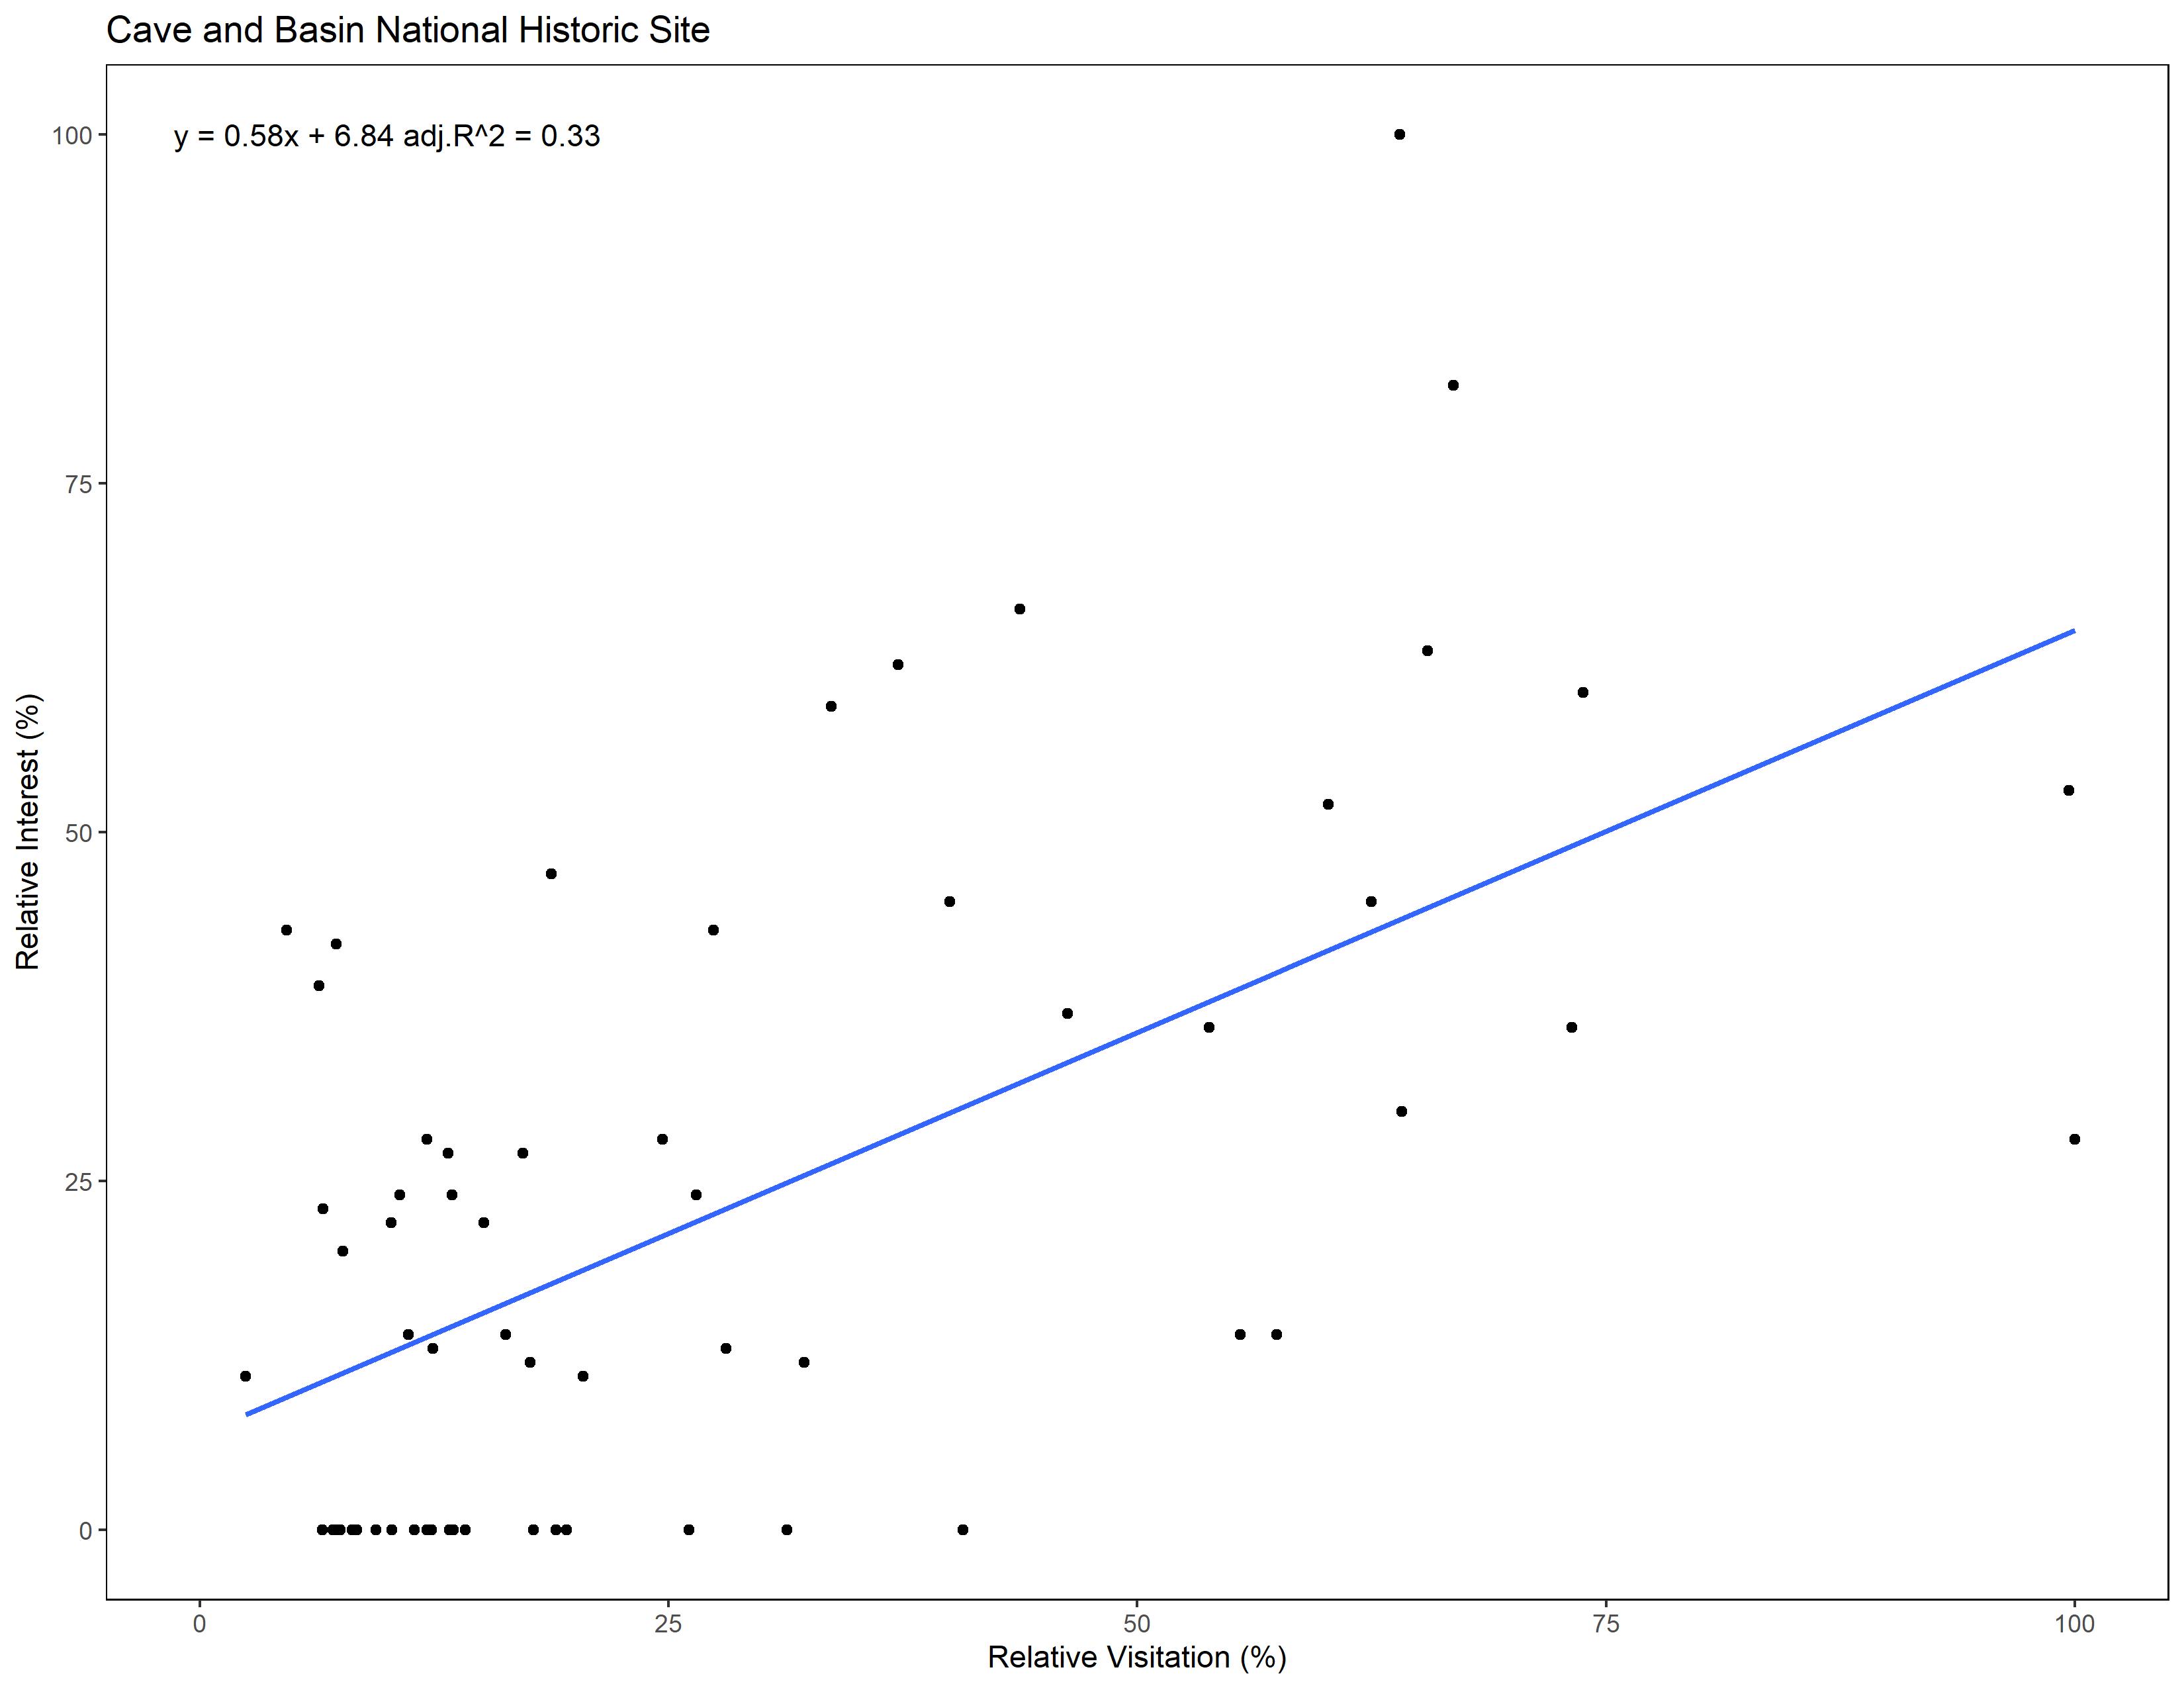 Cave and Basin National Historic Site
y = 0.58x + 6.84 adj.R^2 = 0.33
100
75
50
25
0
Relative Interest (%)
0 25 50 75 100
Relative Visitation (%)